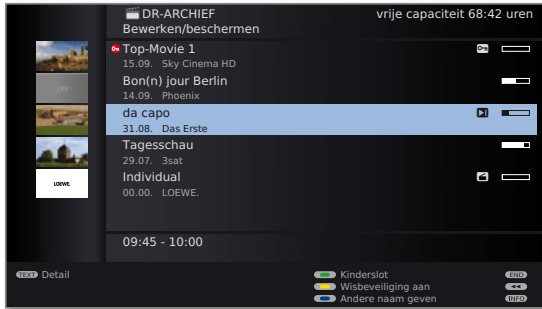 DR-ARCHIEF
vrije capaciteit 68:42 uren
Bewerken/beschermen
Top-Movie 1
15.09. Sky Cinema HD
Bon(n) jour Berlin
14.09. Phoenix
da capo
31.08. Das Erste
Tagesschau
29.07. 3sat
Individual
00.00. LOEWE.
LOEWE.
09:45 - 10:00
TEXT Detail
Kinderslot
END
Wisbeveiliging aan
Andere naam geven
INFO